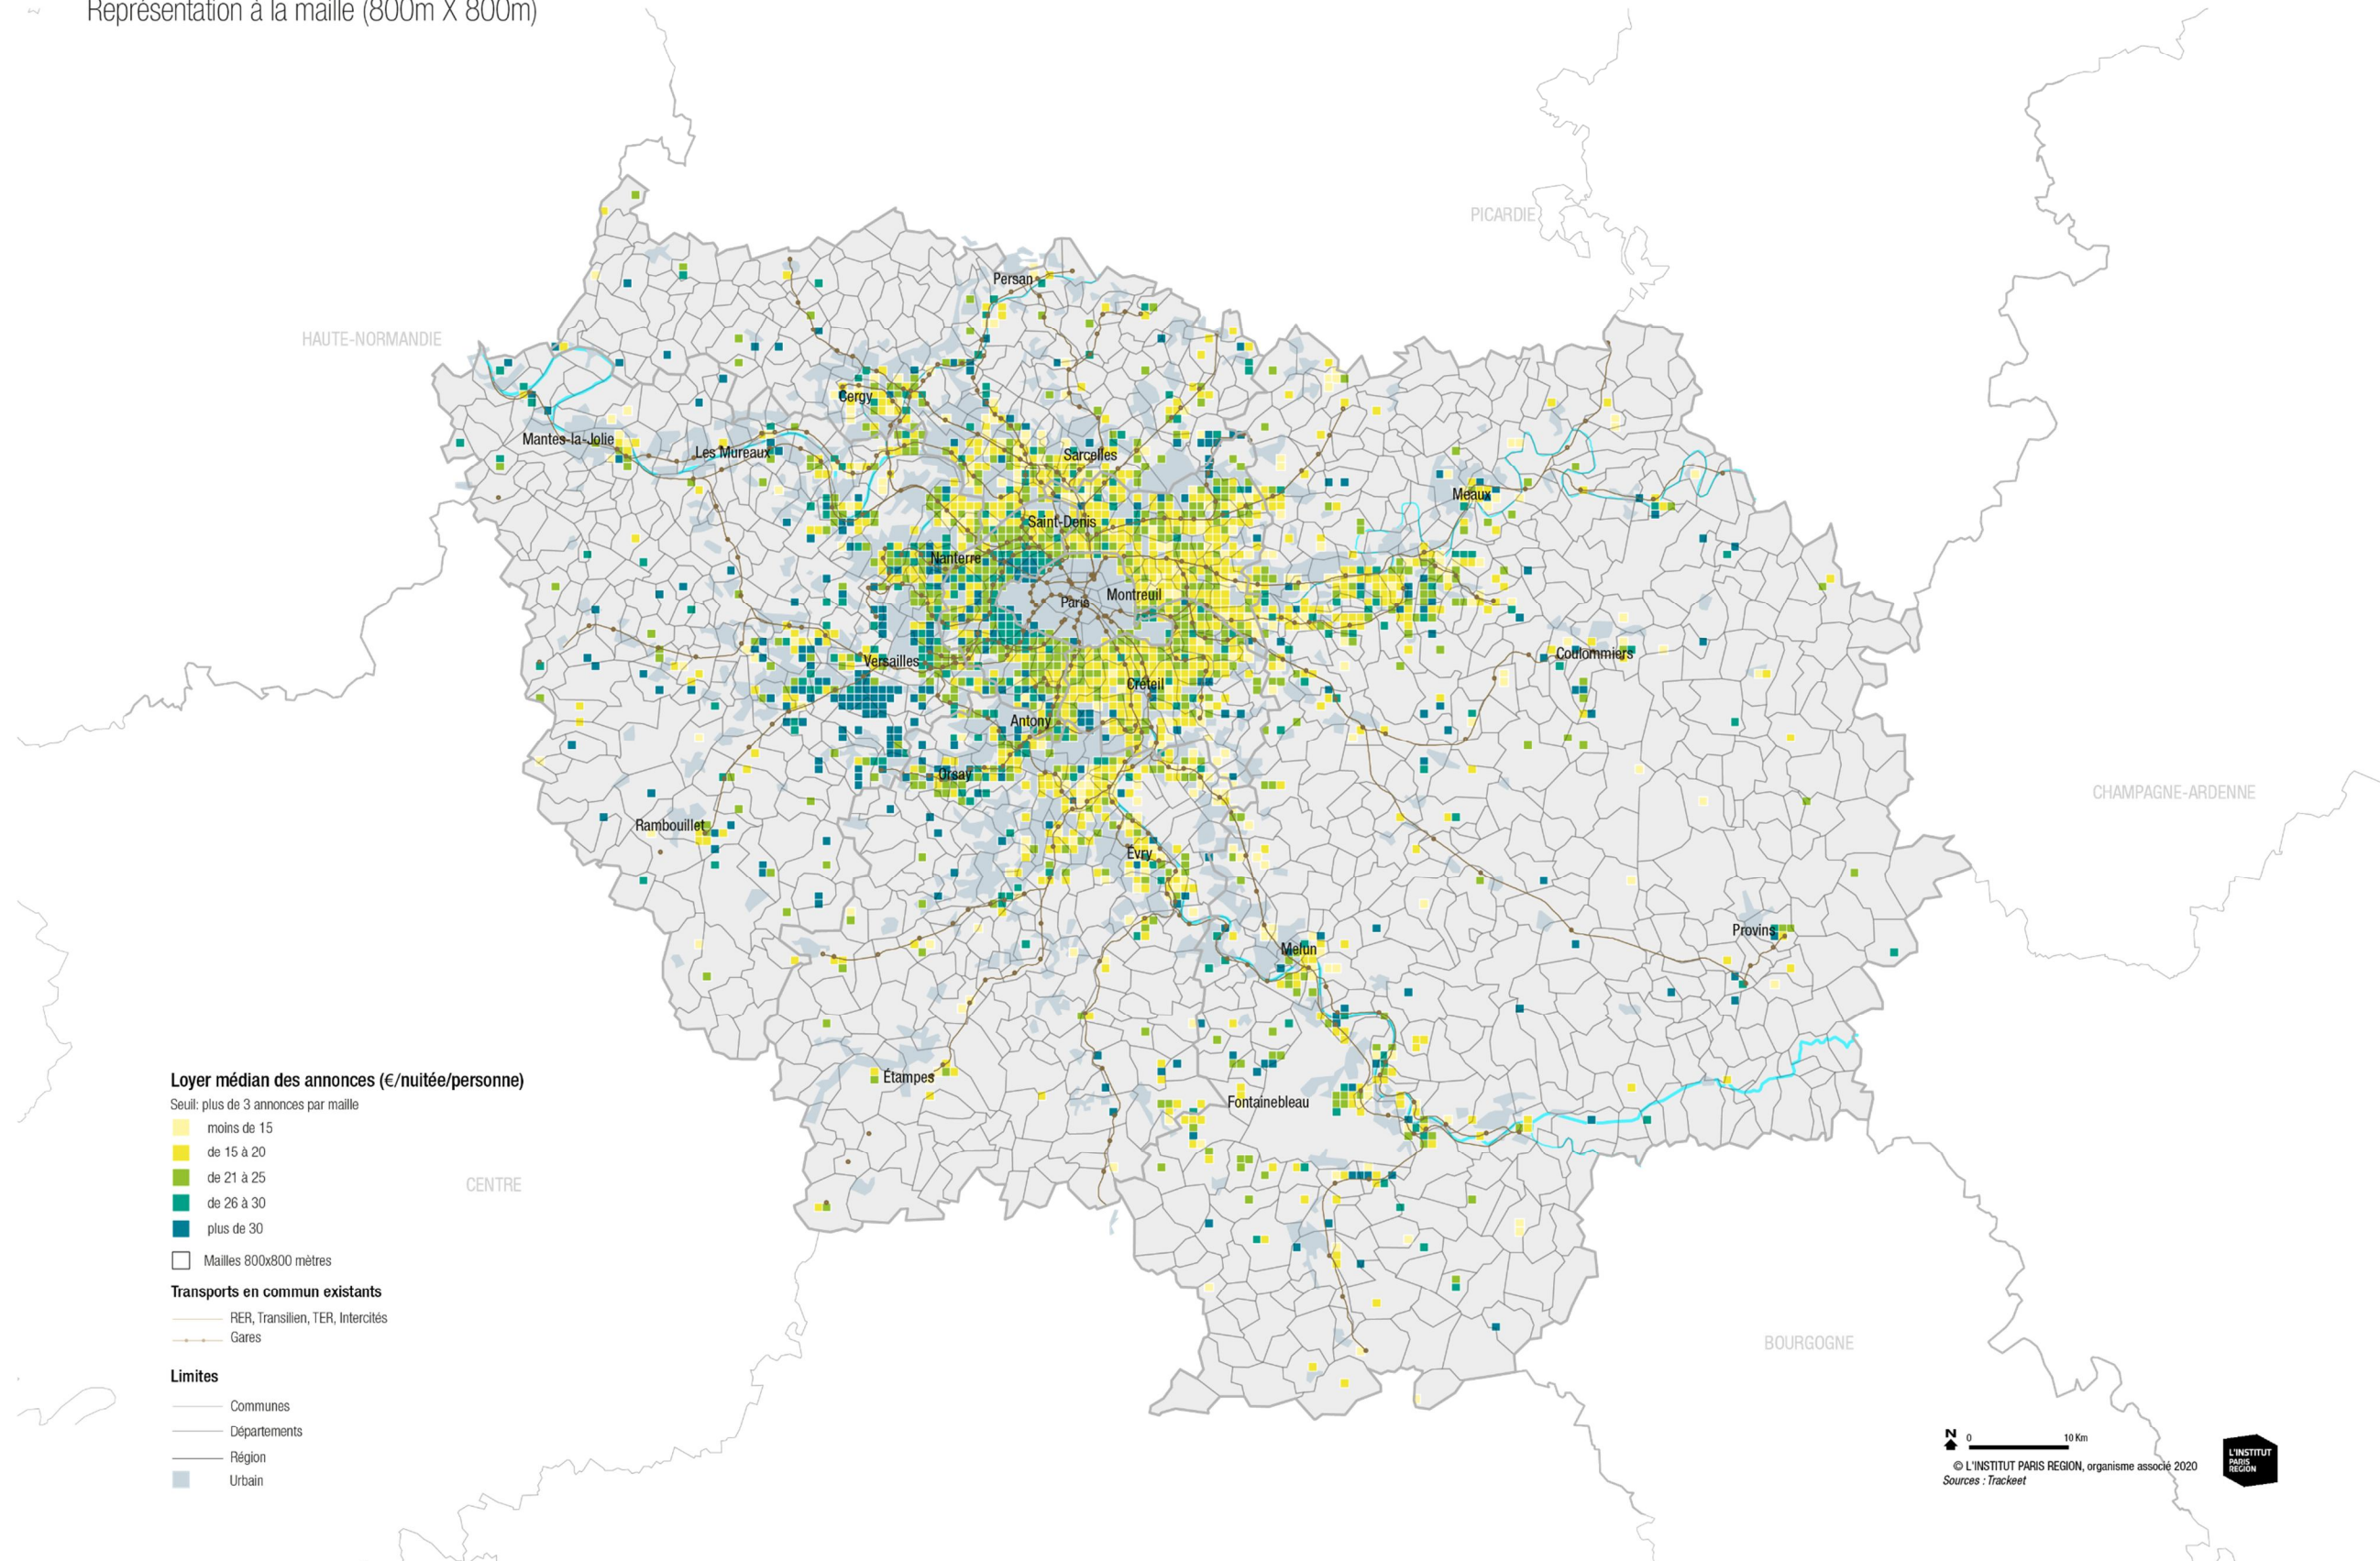 Représentation à la maille (800m X 800m)
PICARDIE
HAUTE-NORMANDIE
Persan
Cergy
Mantes-la-Jolie
Les Mureaux
Sarcelles
Meaux
Saint-Denis
Nanterre
Montreuil
Paris
Coulommiers
Versailles
Créteil
Antony
Orsay
CHAMPAGNE-ARDENNE
Rambouillet
Évry
Provins
Melun
Étampes
Fontainebleau
CENTRE
BOURGOGNE
Loyer médian des annonces (€/nuitée/personne)
Seuil: plus de 3 annonces par maille
moins de 15
de 15 à 20
de 21 à 25
de 26 à 30
plus de 30
Mailles 800x800 mètres
Transports en commun existants
RER, Transilien, TER, Intercités
Gares
Limites
Communes
Départements
Région
Urbain
N
0 10 Km
© L'INSTITUT PARIS REGION, organisme associé 2020
Sources : Trackeet
L'INSTITUT
PARIS
REGION